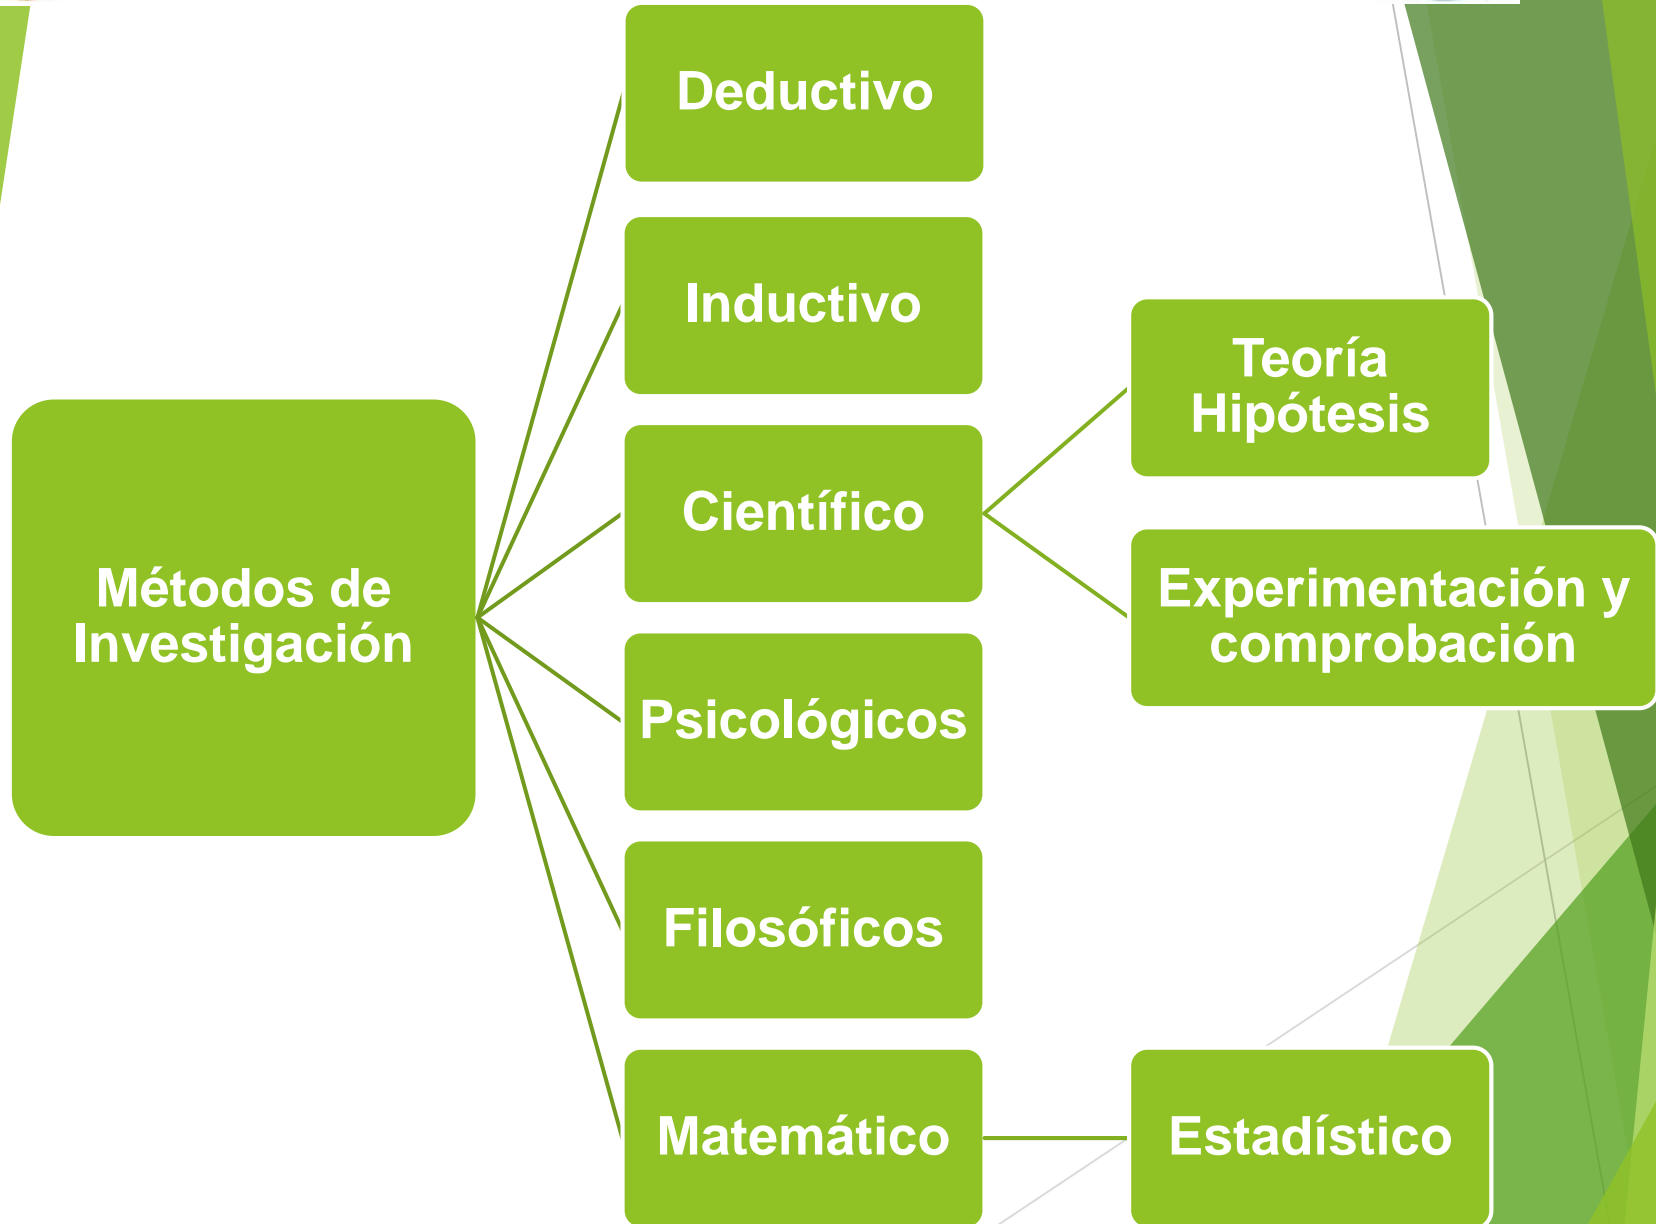 Métodos de
Investigación
Deductivo
Inductivo
Científico
Psicológicos
Filosóficos
Matemático
Teoría
Hipótesis
Experimentación y
comprobación
Estadístico